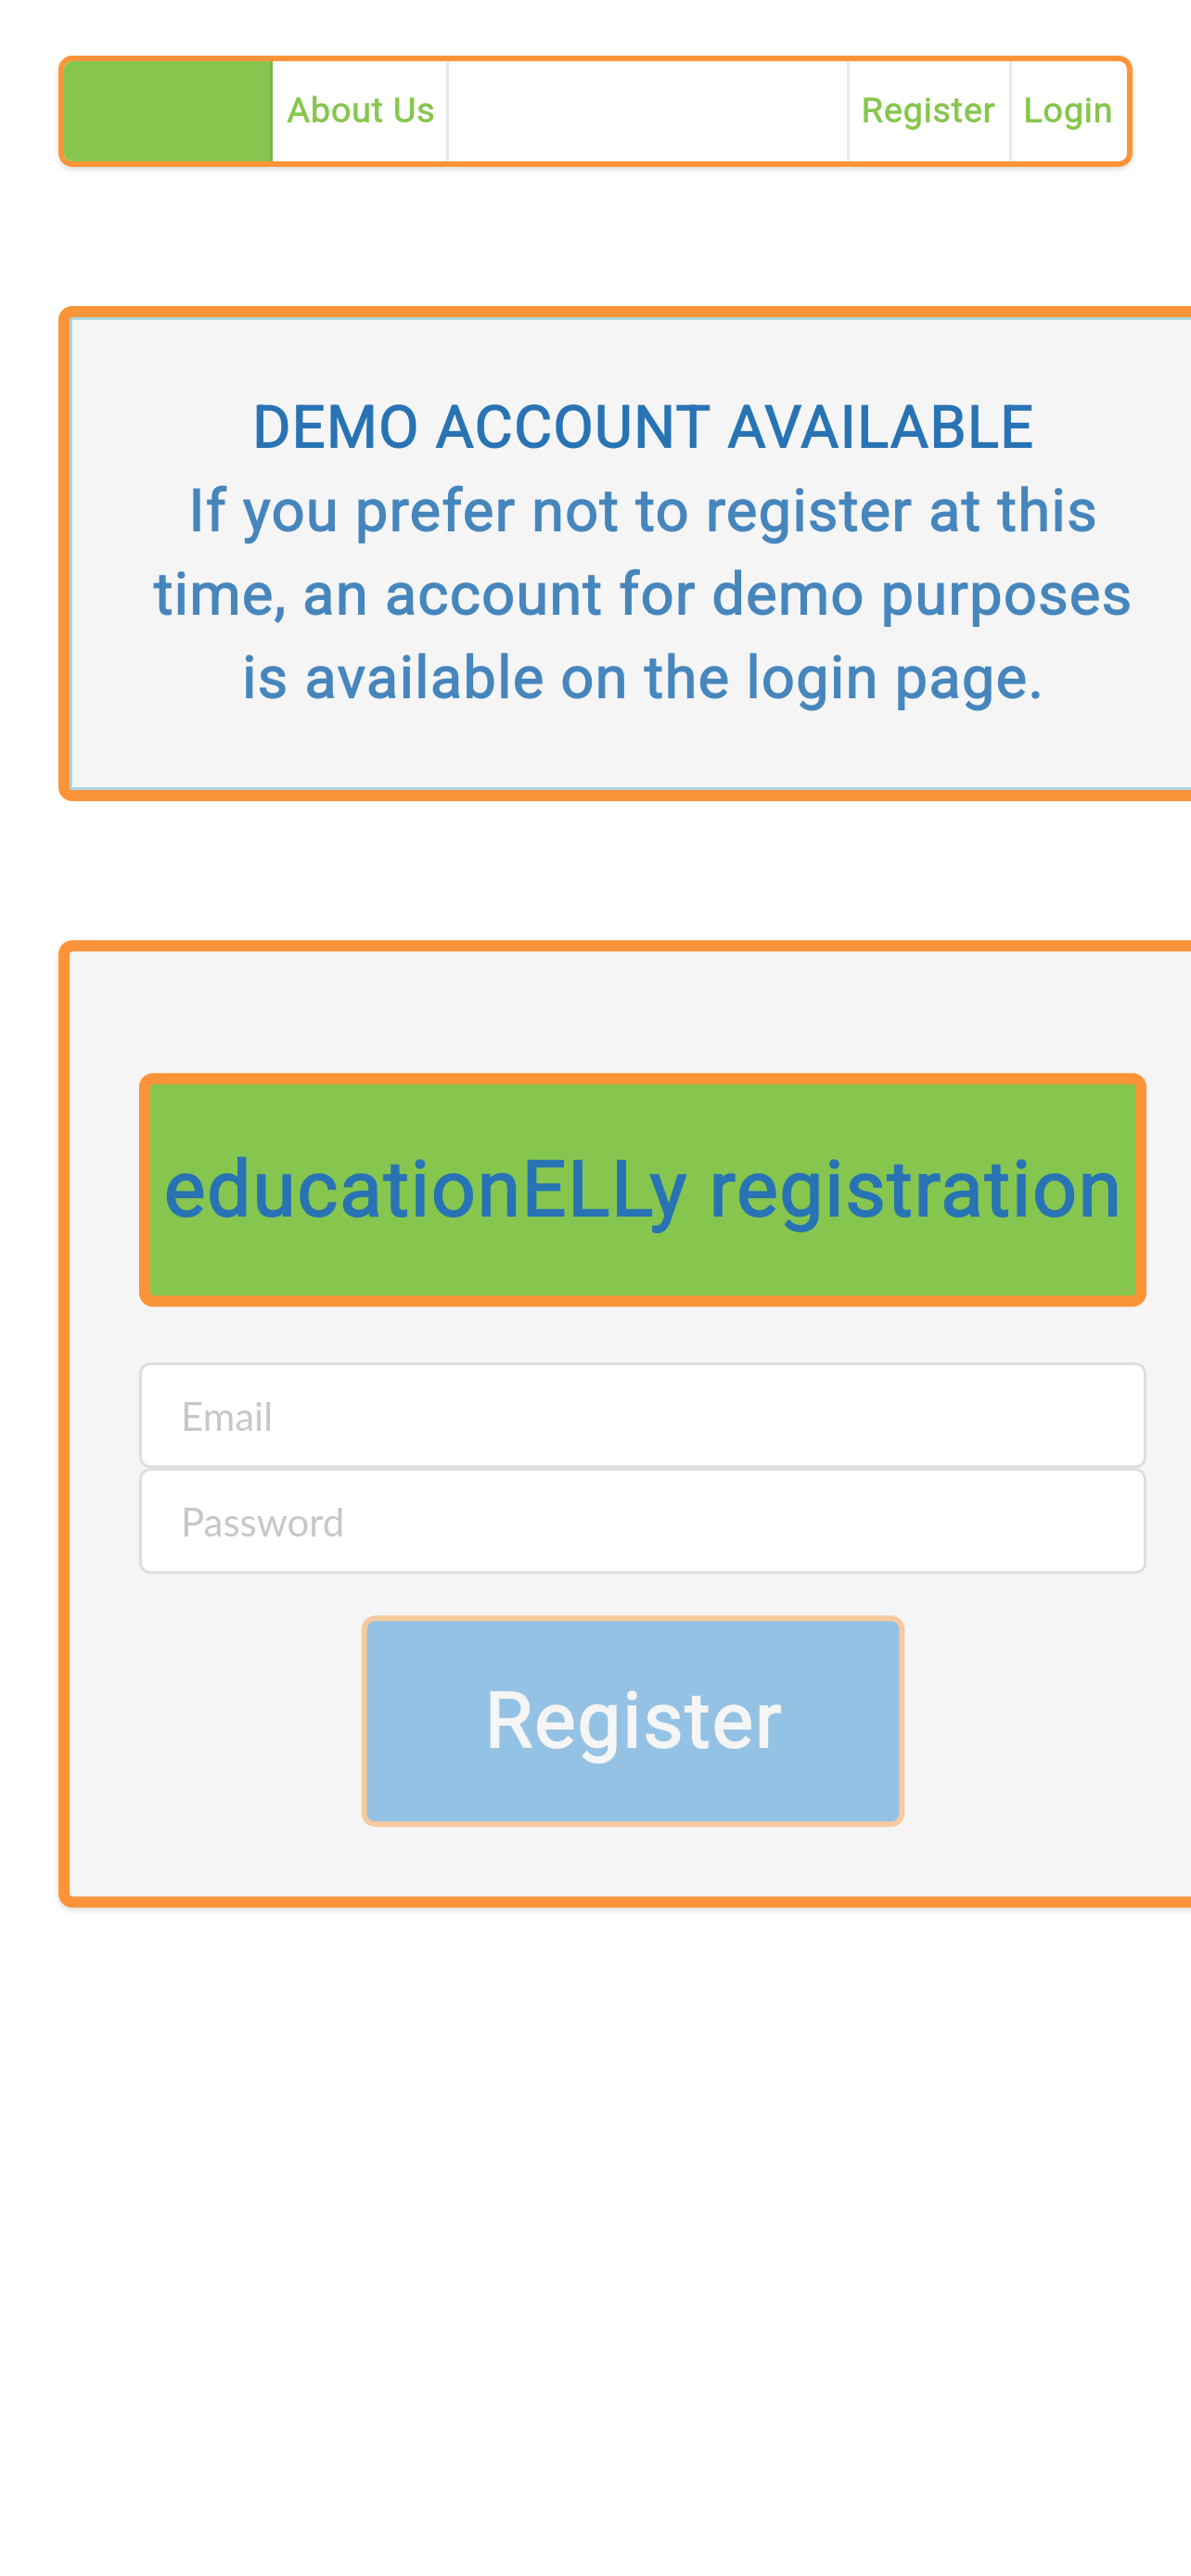 About Us
Register
Login
DEMO ACCOUNT AVAILABLE
If you prefer not to register at this
time, an account for demo purposes
is available on the login page.
educationELLy registration
Email
Password
Register